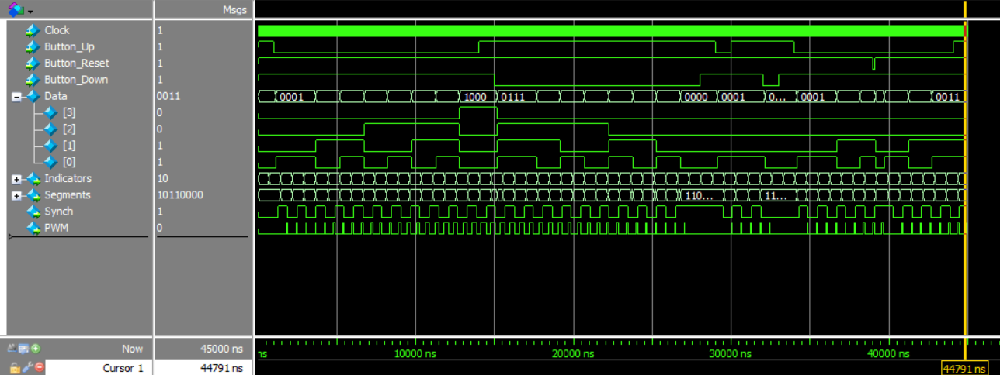 Msgs
Clock 1
Button_Up 1
Button_Reset 1
Button_Down 1
Data 0011 0001 1000 0111 0000 0001 0... 0001 0011
[3] 0
[2] 0
[1] 1
[0] 1
Indicators 10
Segments 10110000 110... 11...
Synch 1
PWM 0
Now 45000 ns ns 10000 ns 20000 ns 30000 ns 40000 ns
Cursor 1 44791 ns 44791 ns